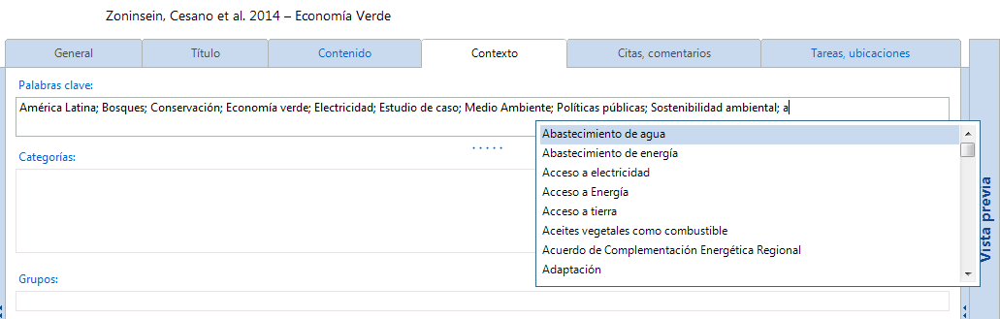 Zoninsein, Cesano et al. 2014 – Economía Verde
General
Título
Contenido
Contexto
Citas, comentarios
Tareas, ubicaciones
Palabras clave:
América Latina; Bosques; Conservación; Economía verde; Electricidad; Estudio de caso; Medio Ambiente; Políticas públicas; Sostenibilidad ambiental; a
Abastecimiento de agua
Abastecimiento de energía
Acceso a electricidad
Acceso a Energía
Acceso a tierra
Aceites vegetales como combustible
Acuerdo de Complementación Energética Regional
Adaptación
Categorías:
Grupos:
Vista previa